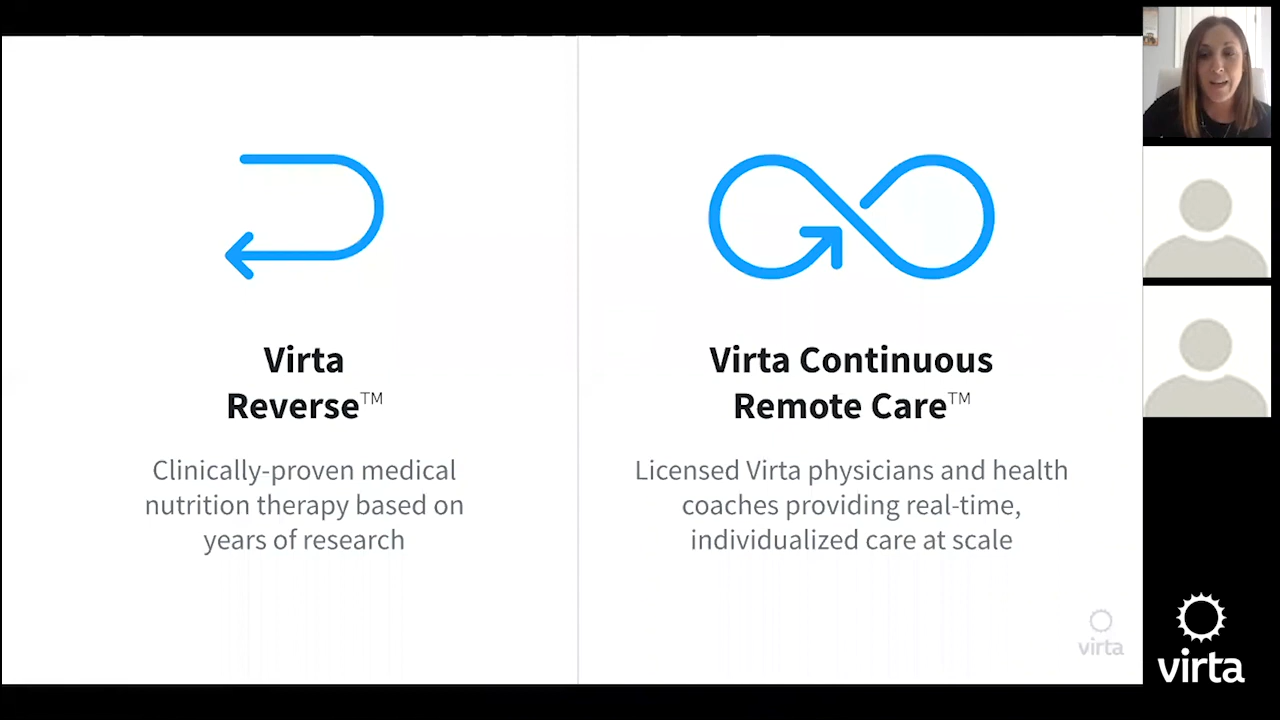 Virta
Reverse™
Clinically-proven medical
nutrition therapy based on
years of research
Virta Continuous
Remote Care™
Licensed Virta physicians and health
coaches providing real-time,
individualized care at scale
virta
virta